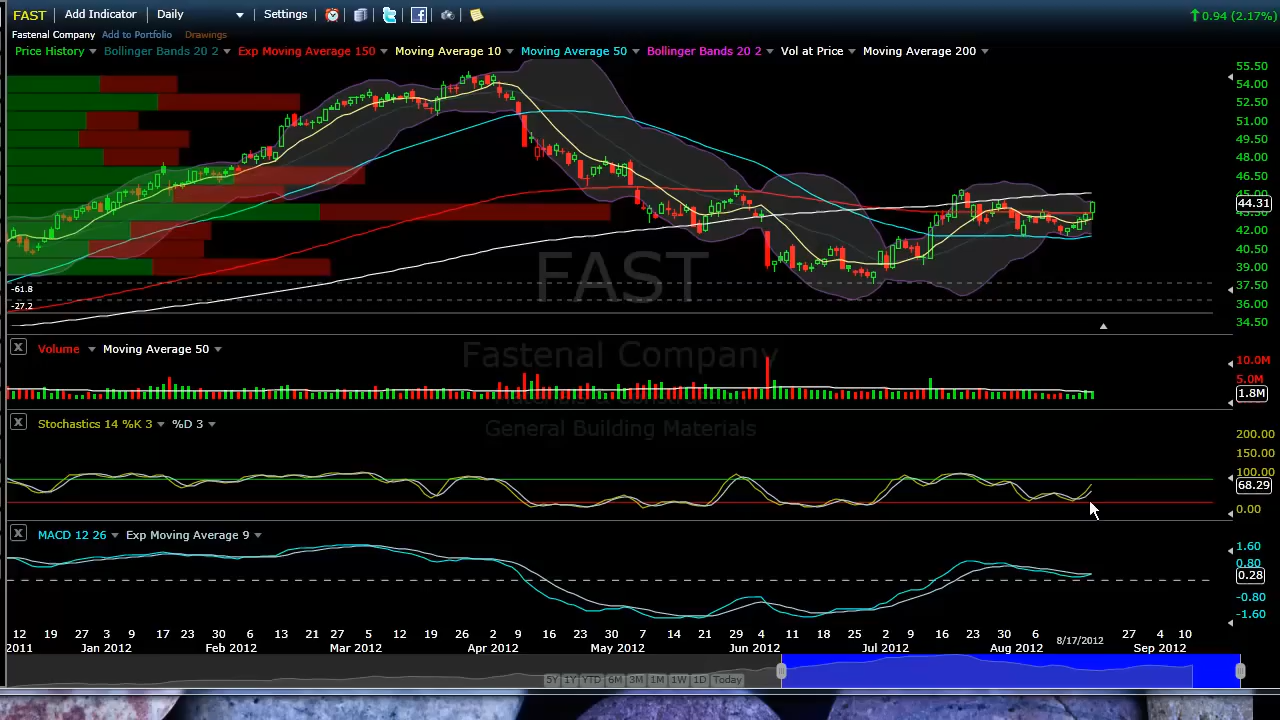 FAST Add Indicator Daily Settings 0.94 (2.17%)
Fastenal Company Add to Portfolio Drawings
Price History Bollinger Bands 20 2 Exp Moving Average 150 Moving Average 10 Moving Average 50 Bollinger Bands 20 2 Vol at Price Moving Average 200
55.50
54.00
52.50
51.00
49.50
48.00
46.50
45.00
44.31
43.50
42.00
40.50
39.00
37.50
36.00
34.50
-61.8
-27.2
FAST
Fastenal Company
Materials & Construction
General Building Materials
Volume Moving Average 50
10.0M
5.0M
1.8M
Stochastics 14 %K 3 %D 3
200.00
150.00
100.00
68.29
0.00
MACD 12 26 Exp Moving Average 9
1.60
0.80
0.28
-0.80
-1.60
12 19 27 3 9 17 23 30 6 13 21 27 5 12 19 26 2 9 16 23 30 7 14 21 29 4 11 18 25 2 9 16 23 30 6 8/17/2012 27 4 10
2011 Jan 2012 Feb 2012 Mar 2012 Apr 2012 May 2012 Jun 2012 Jul 2012 Aug 2012 Sep 2012
5Y 1Y YTD 6M 3M 1M 1W 1D Today